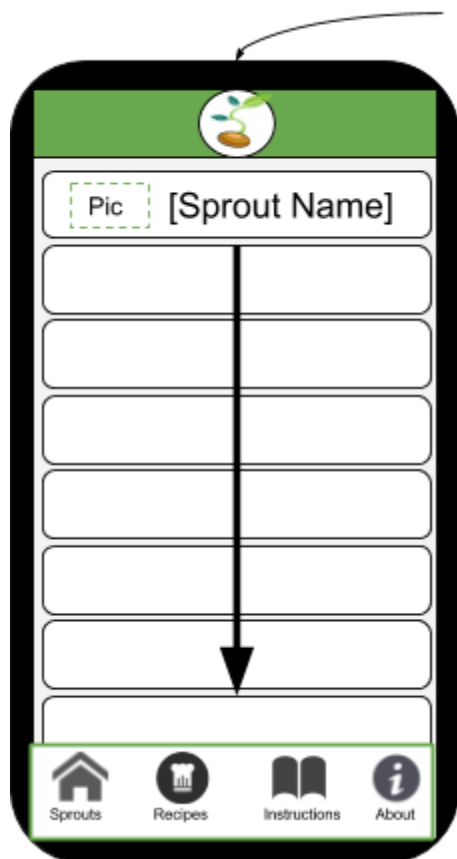 Pic
[Sprout Name]
Sprouts
Recipes
Instructions
About